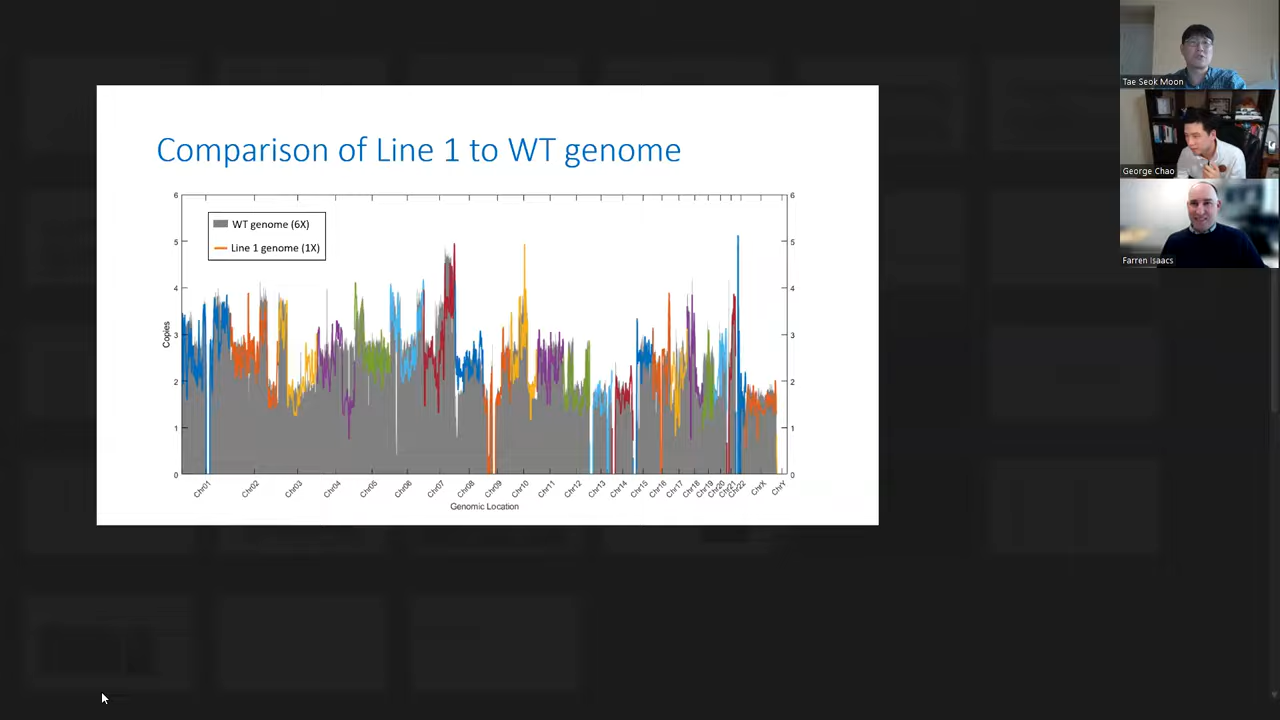 Comparison of Line 1 to WT genome
WT genome (6X)
Line 1 genome (1X)
6
5
4
3
2
1
0
Copies
6
5
4
3
2
1
0
Chr01
Chr02
Chr03
Chr04
Chr05
Chr06
Chr07
Chr08
Chr09
Chr10
Chr11
Chr12
Chr13
Chr14
Chr15
Chr16
Chr17
Chr18
Chr19
Chr20
Chr21
Chr22
ChrX
ChrY
Genomic Location
Tae Seok Moon
George Chao
Farren Isaacs